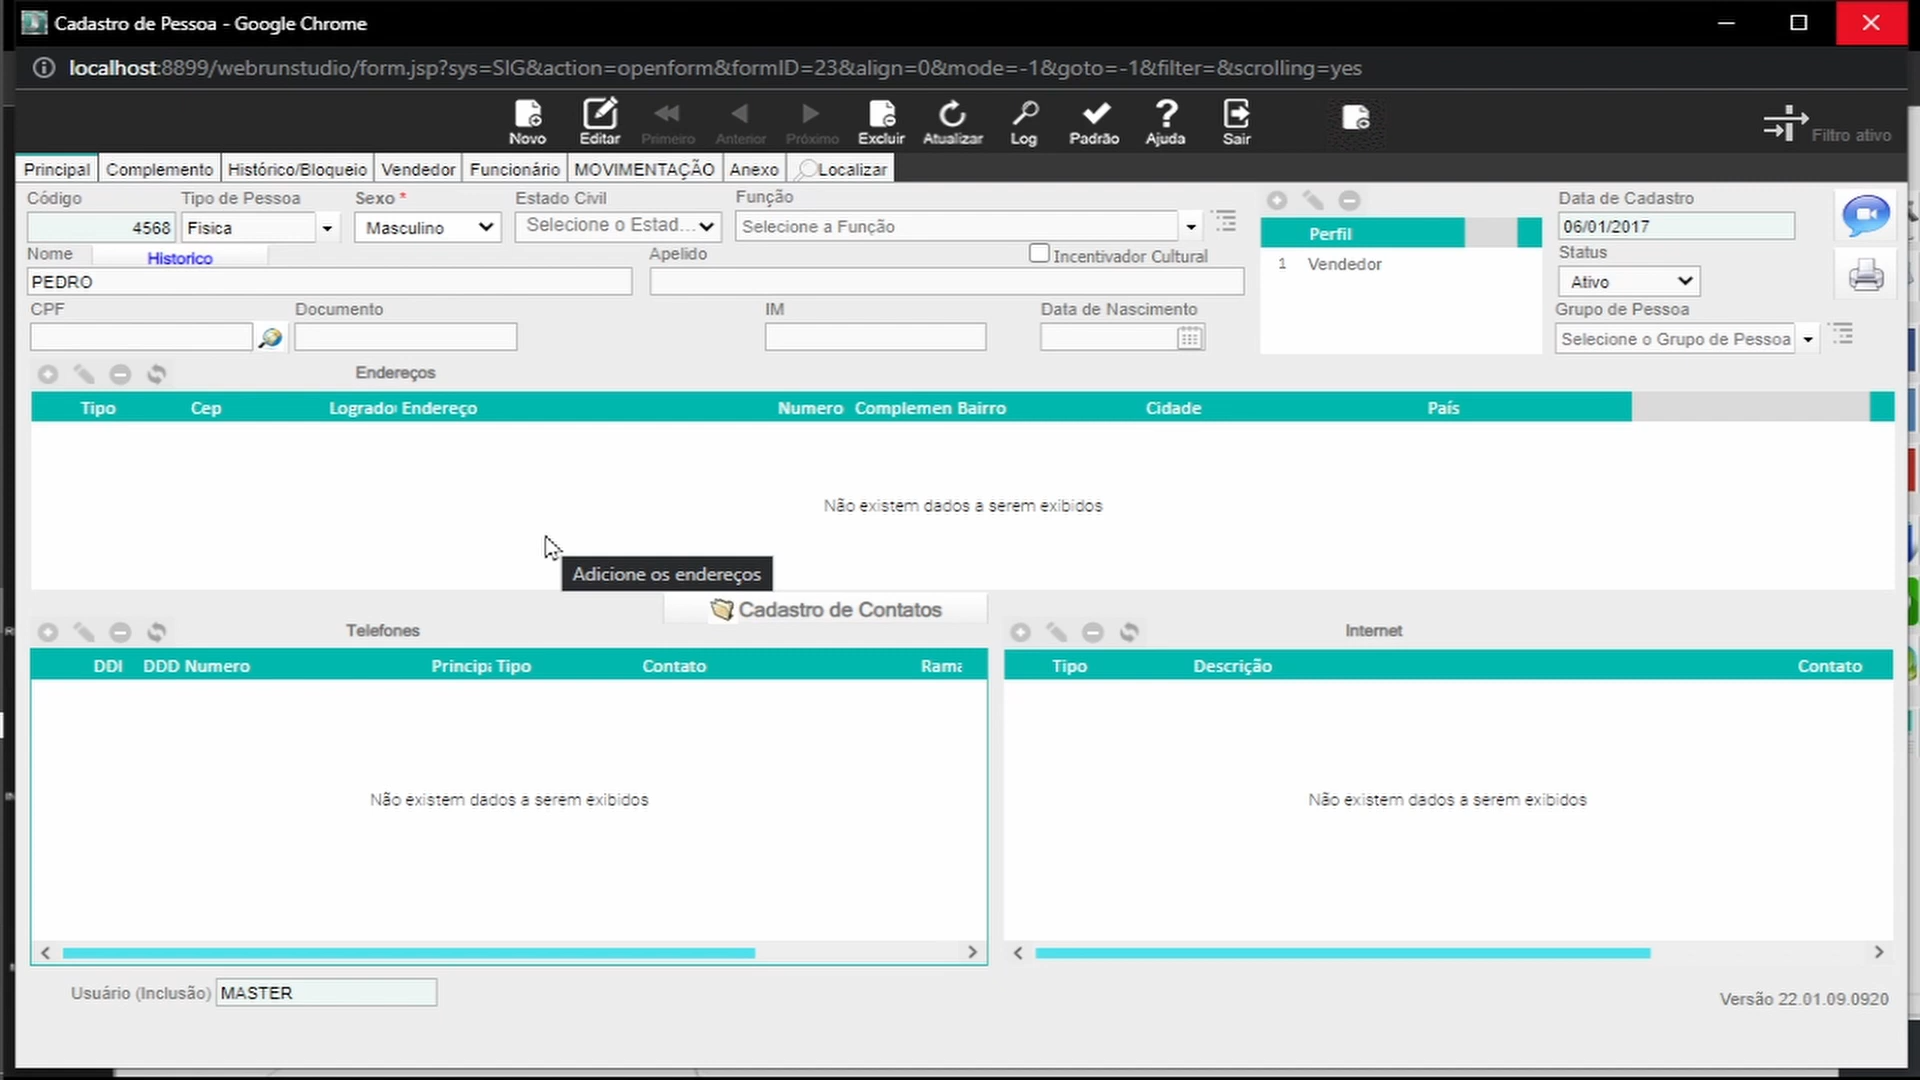 Cadastro de Pessoa - Google Chrome
localhost:8899/webrunstudio/form.jsp?sys=SIG&action=openform&formID=23&align=0&mode=-1&goto=-1&filter=&scrolling=yes
Novo Editar Primeiro Anterior Próximo Excluir Atualizar Log Padrão Ajuda Sair Filtro ativo
Principal Complemento Histórico/Bloqueio Vendedor Funcionário MOVIMENTAÇÃO Anexo Localizar
Código Tipo de Pessoa Sexo * Estado Civil Função Data de Cadastro
4568 Fisica Masculino Selecione o Estad... Selecione a Função Perfil 06/01/2017
Nome Historico Apelido Incentivador Cultural 1 Vendedor Status
PEDRO Ativo
CPF Documento IM Data de Nascimento Grupo de Pessoa
Selecione o Grupo de Pessoa
Endereços
Tipo Cep Logrado Endereço Numero Complemen Bairro Cidade País
Não existem dados a serem exibidos
Adicione os endereços
Cadastro de Contatos
Telefones Internet
DDI DDD Numero Principa Tipo Contato Rama Tipo Descrição Contato
Não existem dados a serem exibidos Não existem dados a serem exibidos
Usuário (Inclusão) MASTER
Versão 22.01.09.0920